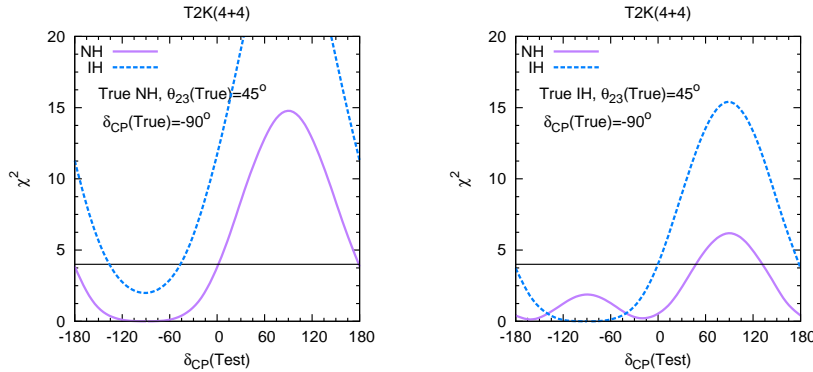 T2K(4+4)
NH
IH
True NH, θ23(True)=45°
δCP(True)=-90°
χ2
20
15
10
5
0
-180 -120 -60 0 60 120 180
δCP(Test)
T2K(4+4)
NH
IH
True IH, θ23(True)=45°
δCP(True)=-90°
χ2
20
15
10
5
0
-180 -120 -60 0 60 120 180
δCP(Test)